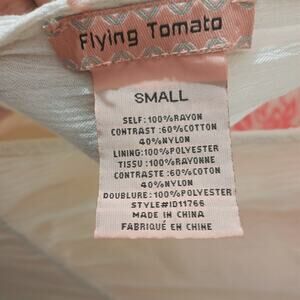 Flying Tomato
SMALL
SELF:100%RAYON
CONTRAST:60%COTTON
40%NYLON
LINING:100%POLYESTER
TISSU:100%RAYONNE
CONTRASTE:60%COTON
40%NYLON
DOUBLURE:100%POLYESTER
STYLE#ID11766
MADE IN CHINA
FABRIQUÉ EN CHINE